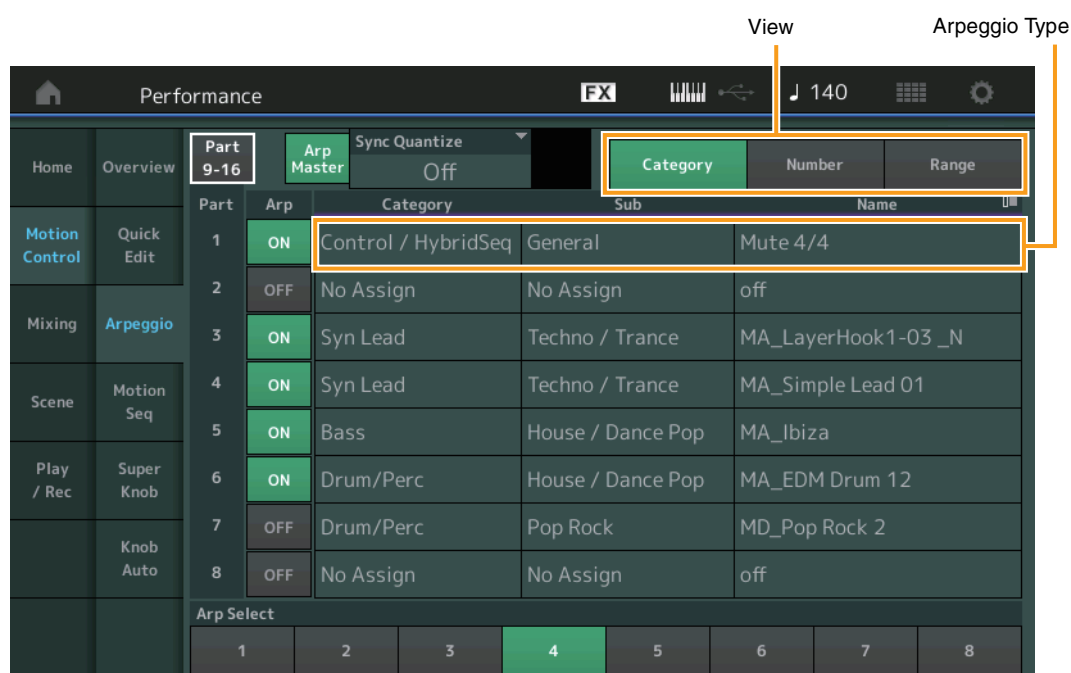 View Arpeggio Type
Performance FX 140
Home Overview Part 9-16 Arp Master Sync Quantize Off Category Number Range
Part Arp Category Sub Name
Motion Control Quick Edit 1 ON Control / HybridSeq General Mute 4/4
2 OFF No Assign No Assign off
Mixing Arpeggio 3 ON Syn Lead Techno / Trance MA_LayerHook1-03 _N
Scene Motion Seq 4 ON Syn Lead Techno / Trance MA_Simple Lead 01
5 ON Bass House / Dance Pop MA_Ibiza
Play / Rec Super Knob 6 ON Drum/Perc House / Dance Pop MA_EDM Drum 12
7 OFF Drum/Perc Pop Rock MD_Pop Rock 2
Knob Auto 8 OFF No Assign No Assign off
Arp Select
1 2 3 4 5 6 7 8